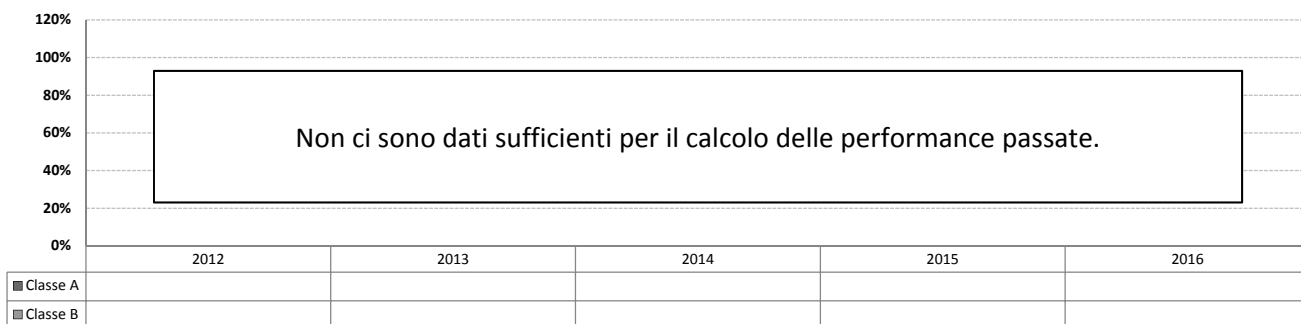 120%
100%
80%
60%
40%
20%
0%
Non ci sono dati sufficienti per il calcolo delle performance passate.
2012 2013 2014 2015 2016
Classe A
Classe B